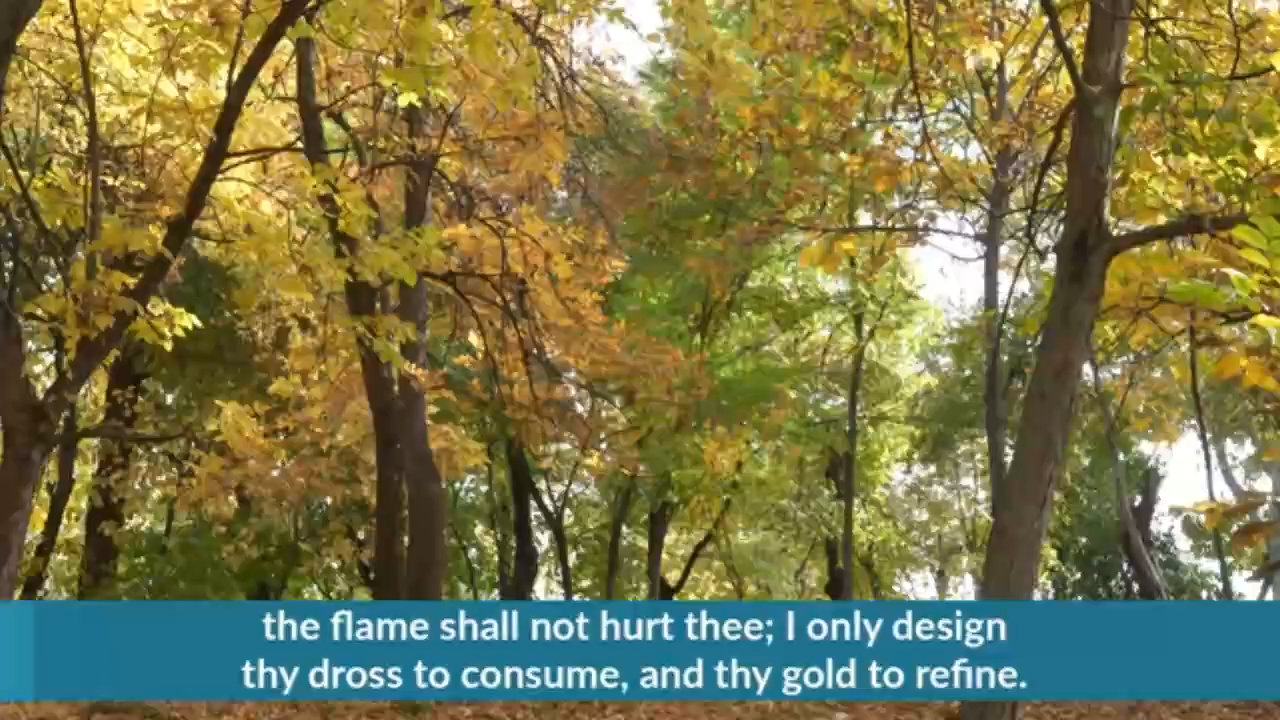 the flame shall not hurt thee; I only design
thy dross to consume, and thy gold to refine.